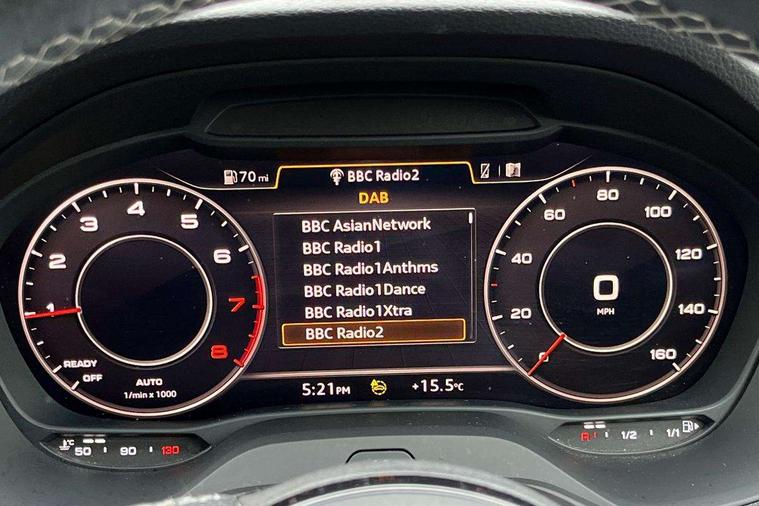 70 mi
BBC Radio2
DAB
BBC AsianNetwork
BBC Radio1
BBC Radio1Anthms
BBC Radio1Dance
BBC Radio1Xtra
BBC Radio2
1 2 3 4 5 6 7 8
READY
OFF
AUTO
1/min x 1000
0 20 40 60 80 100 120 140 160
0
MPH
5:21PM
+15.5°C
°C
50 90 130
R 1/2 1/1